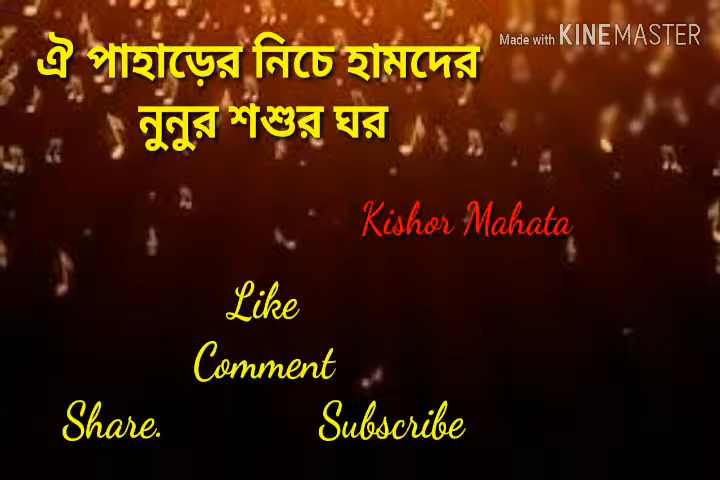 ঐ পাহাড়ের নিচে হামদের
নুনুর শশুর ঘর
Made with KINEMASTER
Kishor Mahata
Like
Comment
Share. Subscribe